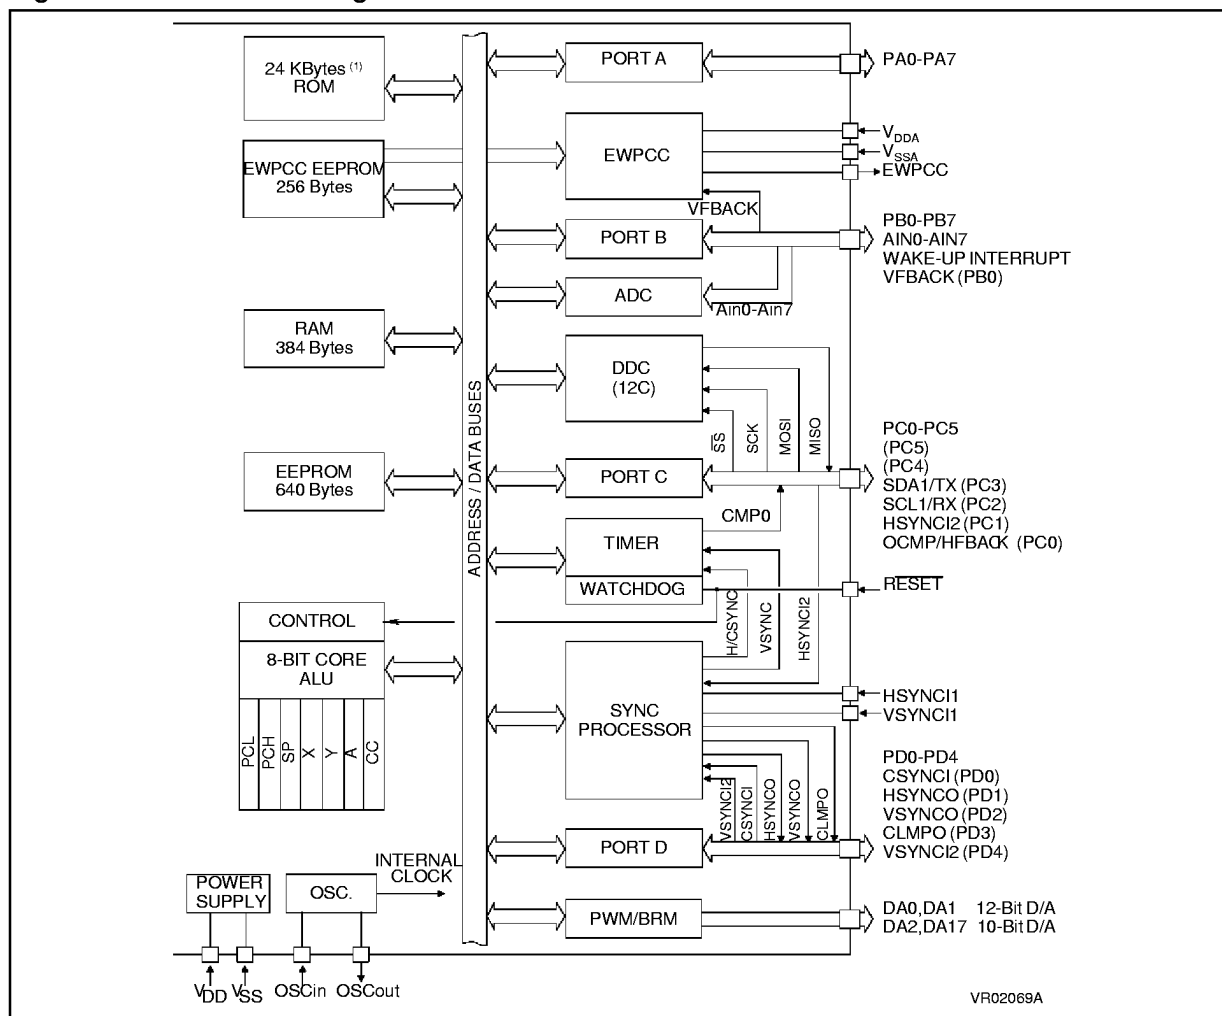 24 KBytes (1)
ROM
EWPCC EEPROM
256 Bytes
RAM
384 Bytes
EEPROM
640 Bytes
CONTROL
8-BIT CORE
ALU
PCL
PCH
SP
X
Y
A
CC
POWER
SUPPLY
OSC.
INTERNAL
CLOCK
VDD
VSS
OSCin
OSCout
ADDRESS / DATA BUSES
PORT A
EWPCC
VFBACK
PORT B
ADC
Ain0-Ain7
DDC
(12C)
SS
SCK
MOSI
MISO
PORT C
CMP0
TIMER
WATCHDOG
H/CSYNC
VSYNC
HSYNCI2
SYNC
PROCESSOR
VSYNCI2
CSYNCI
HSYNCO
VSYNCO
CLMPO
PORT D
PWM/BRM
PA0-PA7
VDDA
VSSA
EWPCC
PB0-PB7
AIN0-AIN7
WAKE-UP INTERRUPT
VFBACK (PB0)
PC0-PC5
(PC5)
(PC4)
SDA1/TX (PC3)
SCL1/RX (PC2)
HSYNCI2 (PC1)
OCMP/HFBACK (PC0)
RESET
HSYNCI1
VSYNCI1
PD0-PD4
CSYNCI (PD0)
HSYNCO (PD1)
VSYNCO (PD2)
CLMPO (PD3)
VSYNCI2 (PD4)
DA0,DA1 12-Bit D/A
DA2,DA17 10-Bit D/A
VR02069A